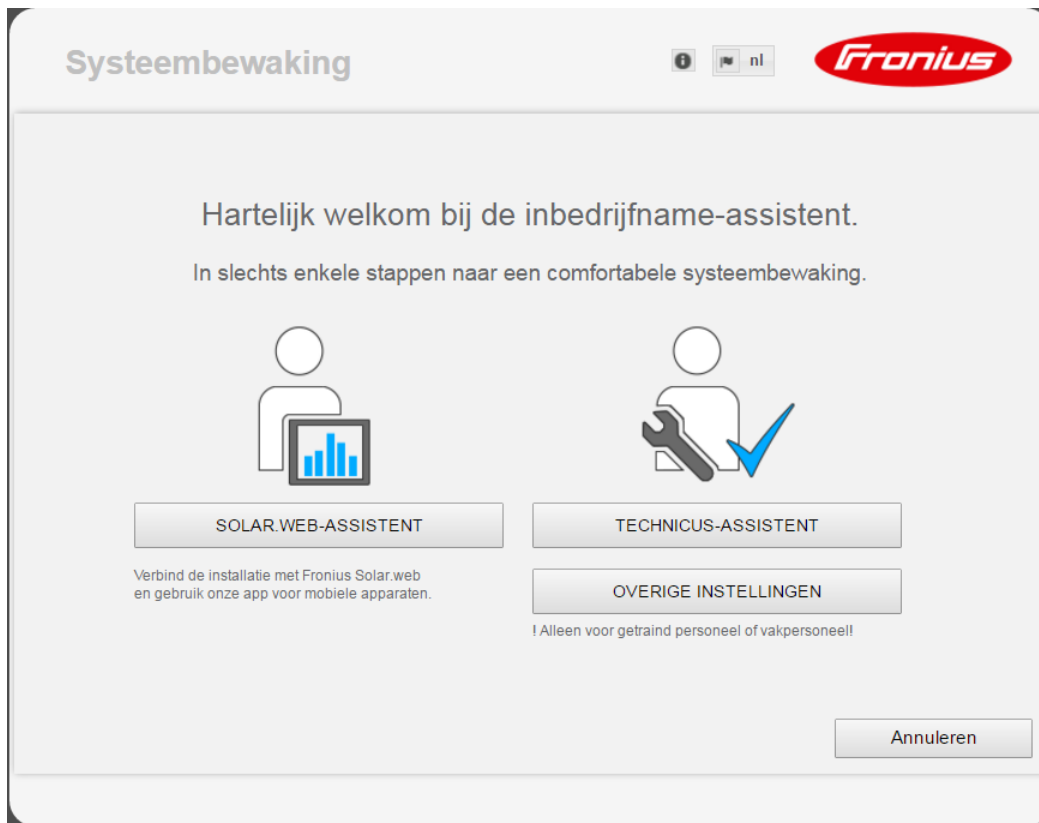 Systeembewaking
nl
Fronius
Hartelijk welkom bij de inbedrijfname-assistent.
In slechts enkele stappen naar een comfortabele systeembewaking.
SOLAR.WEB-ASSISTENT
TECHNICUS-ASSISTENT
Verbind de installatie met Fronius Solar.web
en gebruik onze app voor mobiele apparaten.
OVERIGE INSTELLINGEN
! Alleen voor getraind personeel of vakpersoneel!
Annuleren